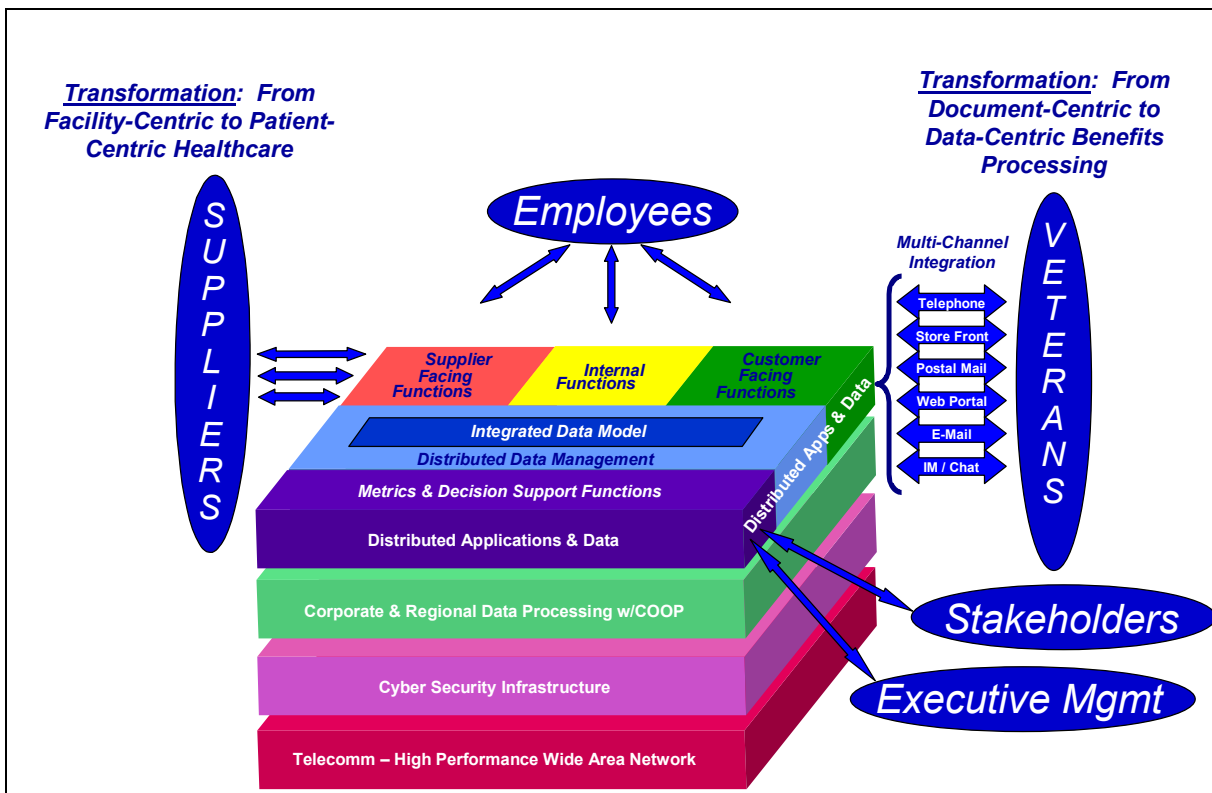 Transformation: From
Facility-Centric to Patient-
Centric Healthcare
Transformation: From
Document-Centric to
Data-Centric Benefits
Processing
SUPPLIERS
Employees
VETERANS
Multi-Channel
Integration
Telephone
Store Front
Postal Mail
Web Portal
E-Mail
IM / Chat
Supplier
Facing
Functions
Internal
Functions
Customer
Facing
Functions
Integrated Data Model
Distributed Data Management
Metrics & Decision Support Functions
Distributed Apps & Data
Distributed Applications & Data
Corporate & Regional Data Processing w/COOP
Cyber Security Infrastructure
Telecomm – High Performance Wide Area Network
Stakeholders
Executive Mgmt